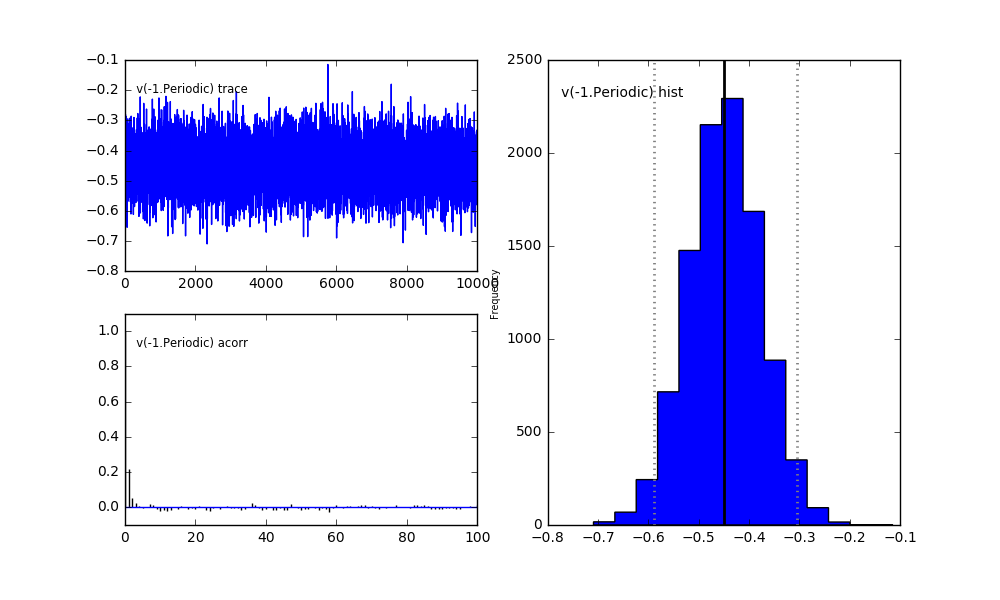 −0.1
−0.2
−0.3
−0.4
−0.5
−0.6
−0.7
−0.8
v(-1.Periodic) trace
0 2000 4000 6000 8000 10000
1.0
0.8
0.6
0.4
0.2
0.0
v(-1.Periodic) acorr
0 20 40 60 80 100
Frequency
2500
2000
1500
1000
500
0
v(-1.Periodic) hist
−0.8 −0.7 −0.6 −0.5 −0.4 −0.3 −0.2 −0.1